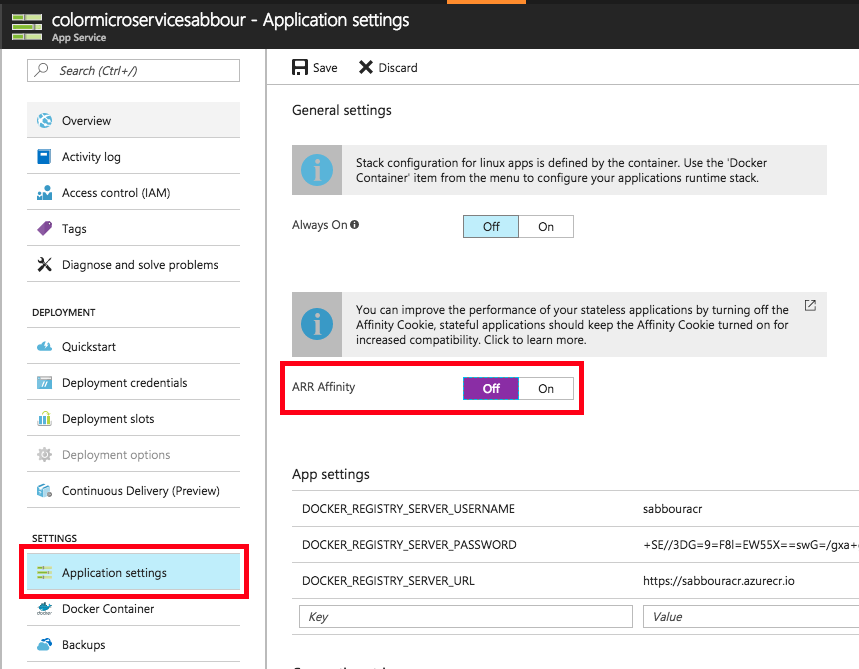 colormicroservicesabbour - Application settings
App Service
Search (Ctrl+/)
Overview
Activity log
Access control (IAM)
Tags
Diagnose and solve problems
DEPLOYMENT
Quickstart
Deployment credentials
Deployment slots
Deployment options
Continuous Delivery (Preview)
SETTINGS
Application settings
Docker Container
Backups
Save Discard
General settings
Stack configuration for linux apps is defined by the container. Use the 'Docker
Container' item from the menu to configure your applications runtime stack.
Always On Off On
You can improve the performance of your stateless applications by turning off the
Affinity Cookie, stateful applications should keep the Affinity Cookie turned on for
increased compatibility. Click to learn more.
ARR Affinity Off On
App settings
DOCKER_REGISTRY_SERVER_USERNAME sabbouracr
DOCKER_REGISTRY_SERVER_PASSWORD +SE//3DG=9=F8I=EW55X==swG=/gxa+
DOCKER_REGISTRY_SERVER_URL https://sabbouracr.azurecr.io
Key Value